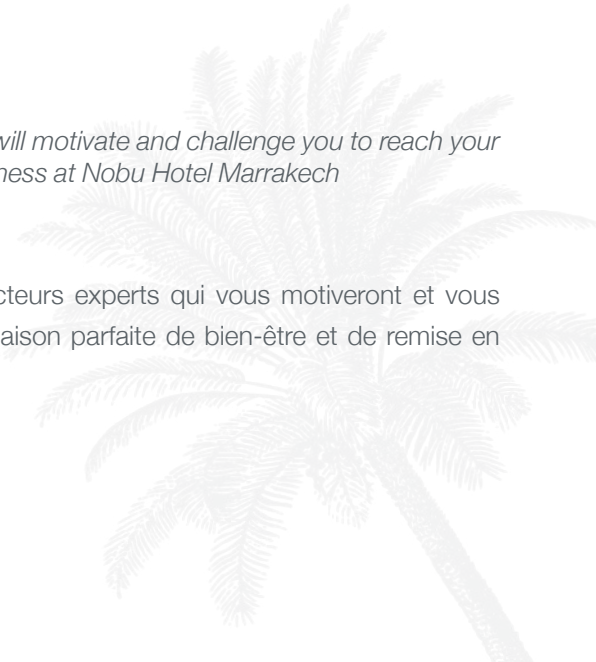 will motivate and challenge you to reach your
ness at Nobu Hotel Marrakech
cteurs experts qui vous motiveront et vous
aison parfaite de bien-être et de remise en